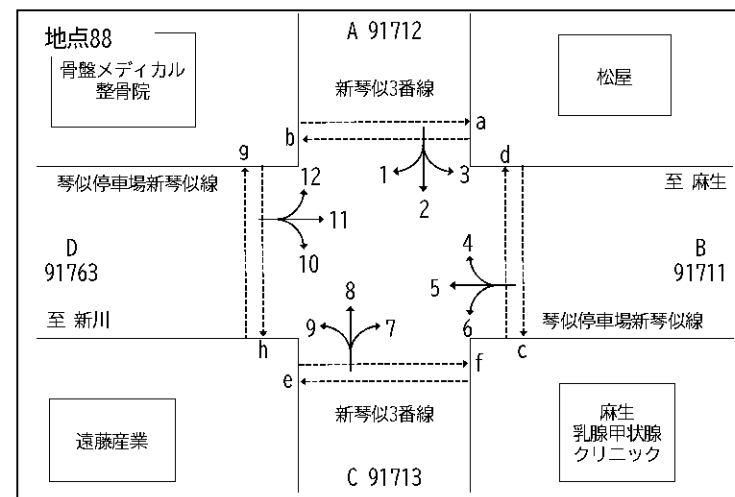 地点88
骨盤メディカル
整骨院
A 91712
新琴似3番線
松屋
a
b
g
d
1
2
3
12
11
10
琴似停車場新琴似線
至 麻生
D
91763
B
91711
4
5
6
至 新川
琴似停車場新琴似線
8
9
7
h
c
e
f
新琴似3番線
遠藤産業
麻生
乳腺甲状腺
クリニック
C 91713